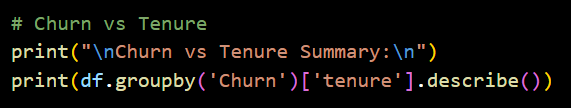 # Churn vs Tenure
print("\nChurn vs Tenure Summary:\n")
print(df.groupby('Churn')['tenure'].describe())